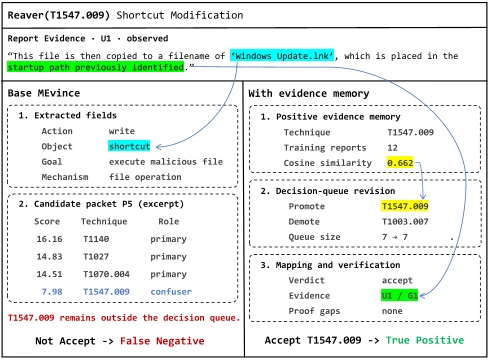 Reaver(T1547.009) Shortcut Modification
Report Evidence · U1 · observed
“This file is then copied to a filename of ‘Windows Update.lnk’, which is placed in the
startup path previously identified.”
Base MEvince
1. Extracted fields
Action write
Object shortcut
Goal execute malicious file
Mechanism file operation
2. Candidate packet P5 (excerpt)
Score Technique Role
16.16 T1140 primary
14.83 T1027 primary
14.51 T1070.004 primary
7.98 T1547.009 confuser
T1547.009 remains outside the decision queue.
Not Accept -> False Negative
With evidence memory
1. Positive evidence memory
Technique T1547.009
Training reports 12
Cosine similarity 0.662
2. Decision-queue revision
Promote T1547.009
Demote T1003.007
Queue size 7 → 7 .
3. Mapping and verification
Verdict accept
Evidence U1 / G1
Proof gaps none
Accept T1547.009 -> True Positive